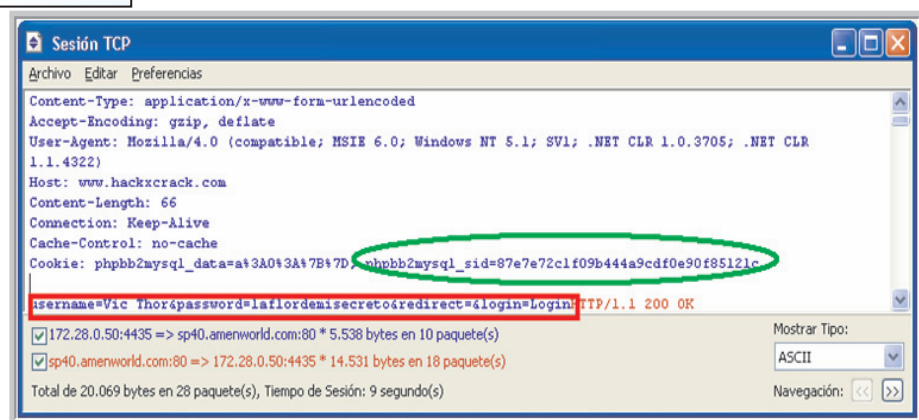 Sesión TCP
Archivo Editar Preferencias
Content-Type: application/x-www-form-urlencoded
Accept-Encoding: gzip, deflate
User-Agent: Mozilla/4.0 (compatible; MSIE 6.0; Windows NT 5.1; SV1; .NET CLR 1.0.3705; .NET CLR
1.1.4322)
Host: www.hackxcrack.com
Content-Length: 66
Connection: Keep-Alive
Cache-Control: no-cache
Cookie: phpbb2mysql_data=a%3A0%3A%7B%7D; phpbb2mysql_sid=87e7e72c1f09b444a9cdf0e90f85121c
username=Vic Thor&password=laflordemisecreto&redirect=&login=LoginHTTP/1.1 200 OK
172.28.0.50:4435 => sp40.amenworld.com:80 * 5.538 bytes en 10 paquete(s)
Mostrar Tipo:
sp40.amenworld.com:80 => 172.28.0.50:4435 * 14.531 bytes en 18 paquete(s)
ASCII
Total de 20.069 bytes en 28 paquete(s), Tiempo de Sesión: 9 segundo(s)
Navegación: << >>